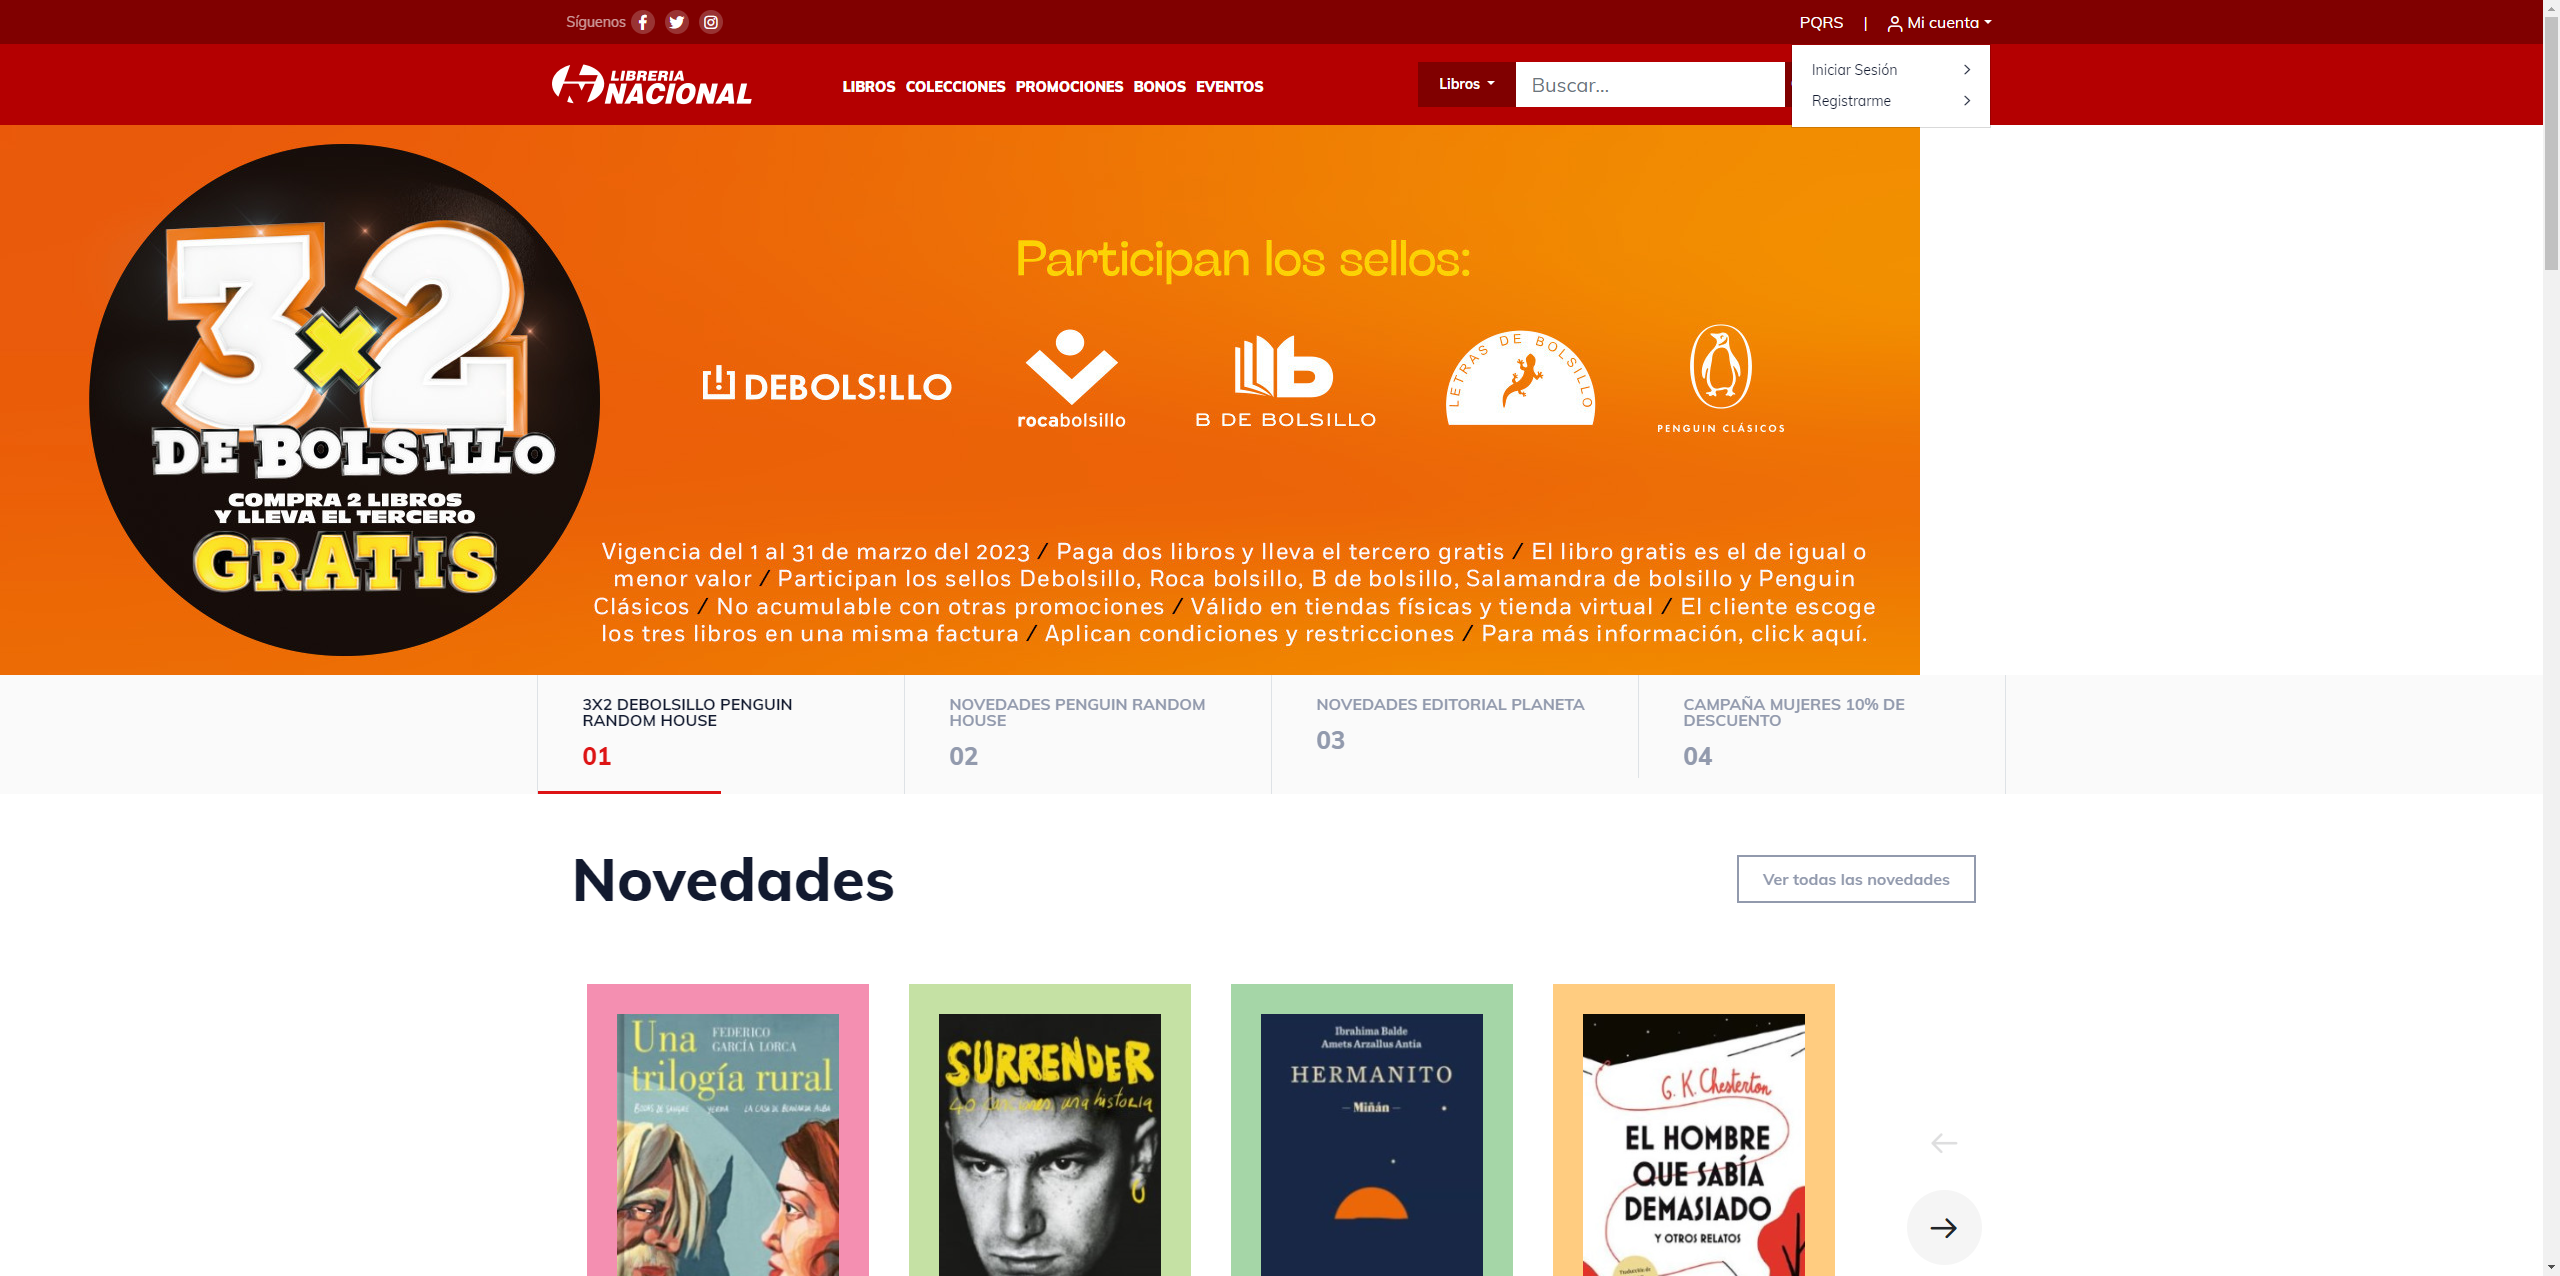 Síguenos
PQRS | Mi cuenta
LIBRERIA
NACIONAL
LIBROS COLECCIONES PROMOCIONES BONOS EVENTOS
Libros
Buscar...
Iniciar Sesión
Registrarme
3x2
DE BOLSILLO
COMPRA 2 LIBROS
Y LLEVA EL TERCERO
GRATIS
Participan los sellos:
DEBOLS!LLO
rocabolsillo
B DE BOLSILLO
LETRAS DE BOLSILLO
PENGUIN CLÁSICOS
Vigencia del 1 al 31 de marzo del 2023 / Paga dos libros y lleva el tercero gratis / El libro gratis es el de igual o
menor valor / Participan los sellos Debolsillo, Roca bolsillo, B de bolsillo, Salamandra de bolsillo y Penguin
Clásicos / No acumulable con otras promociones / Válido en tiendas físicas y tienda virtual / El cliente escoge
los tres libros en una misma factura / Aplican condiciones y restricciones / Para más información, click aquí.
3X2 DEBOLSILLO PENGUIN
RANDOM HOUSE
01
NOVEDADES PENGUIN RANDOM
HOUSE
02
NOVEDADES EDITORIAL PLANETA
03
CAMPAÑA MUJERES 10% DE
DESCUENTO
04
Novedades
Ver todas las novedades
Una
trilogía rural
FEDERICO
GARCÍA LORCA
BODAS DE SANGRE YERMA LA CASA DE BERNARDA ALBA
SURRENDER
40 canciones, una historia
Ibrahima Balde
Amets Arzallus Antia
HERMANITO
– Miñán –
G. K. Chesterton
EL HOMBRE
QUE SABÍA
DEMASIADO
Y OTROS RELATOS
Traducción de